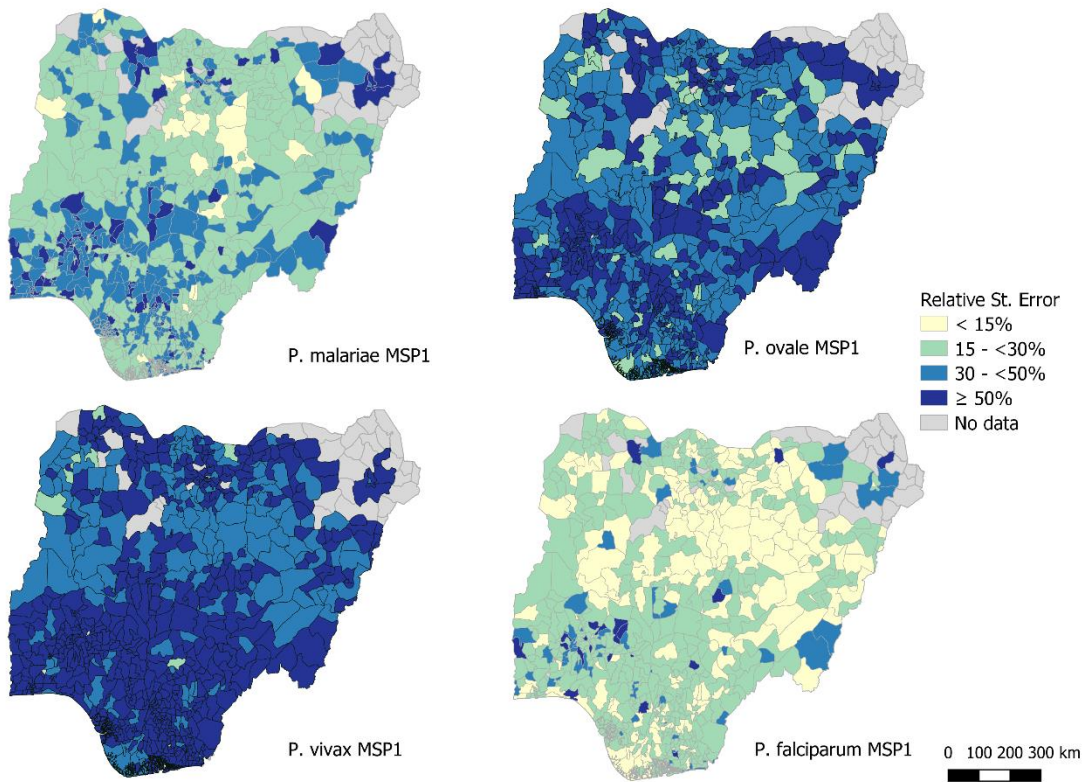 P. malariae MSP1
P. ovale MSP1
Relative St. Error
< 15%
15 - <30%
30 - <50%
≥ 50%
No data
P. vivax MSP1
P. falciparum MSP1
0 100 200 300 km